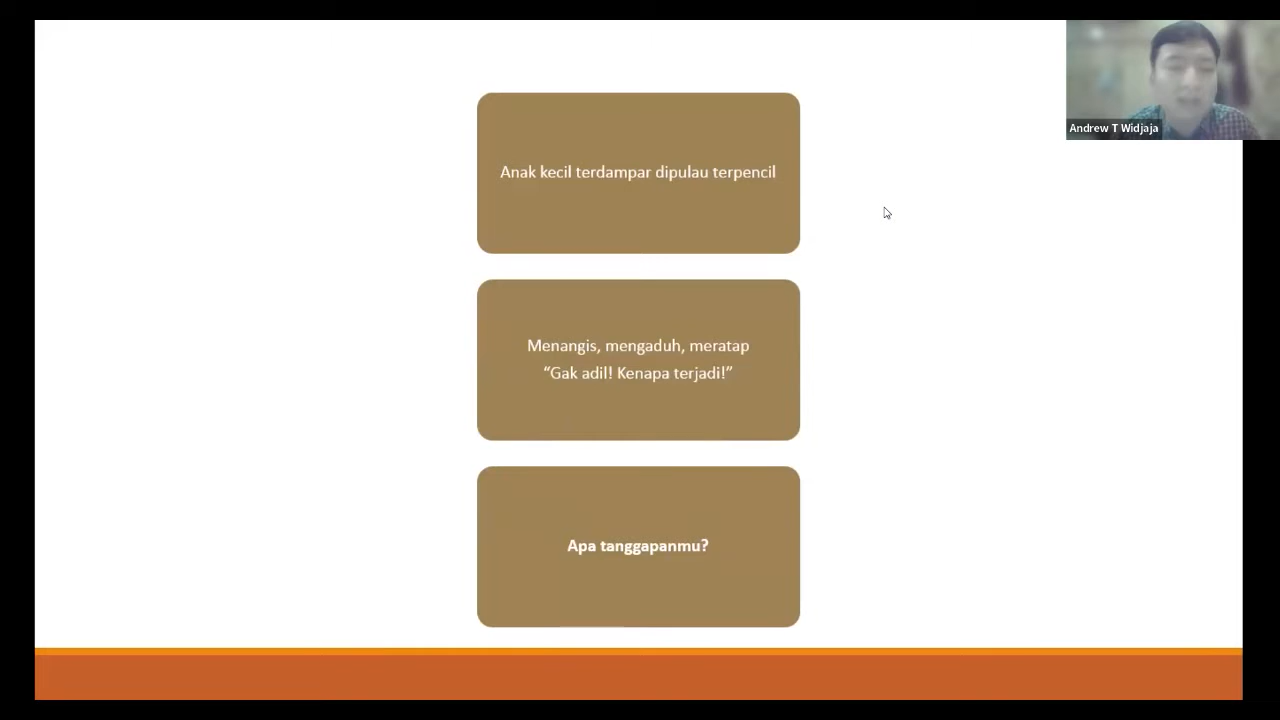 Andrew T Widjaja
Anak kecil terdampar dipulau terpencil
Menangis, mengaduh, meratap
“Gak adil! Kenapa terjadi!”
Apa tanggapanmu?